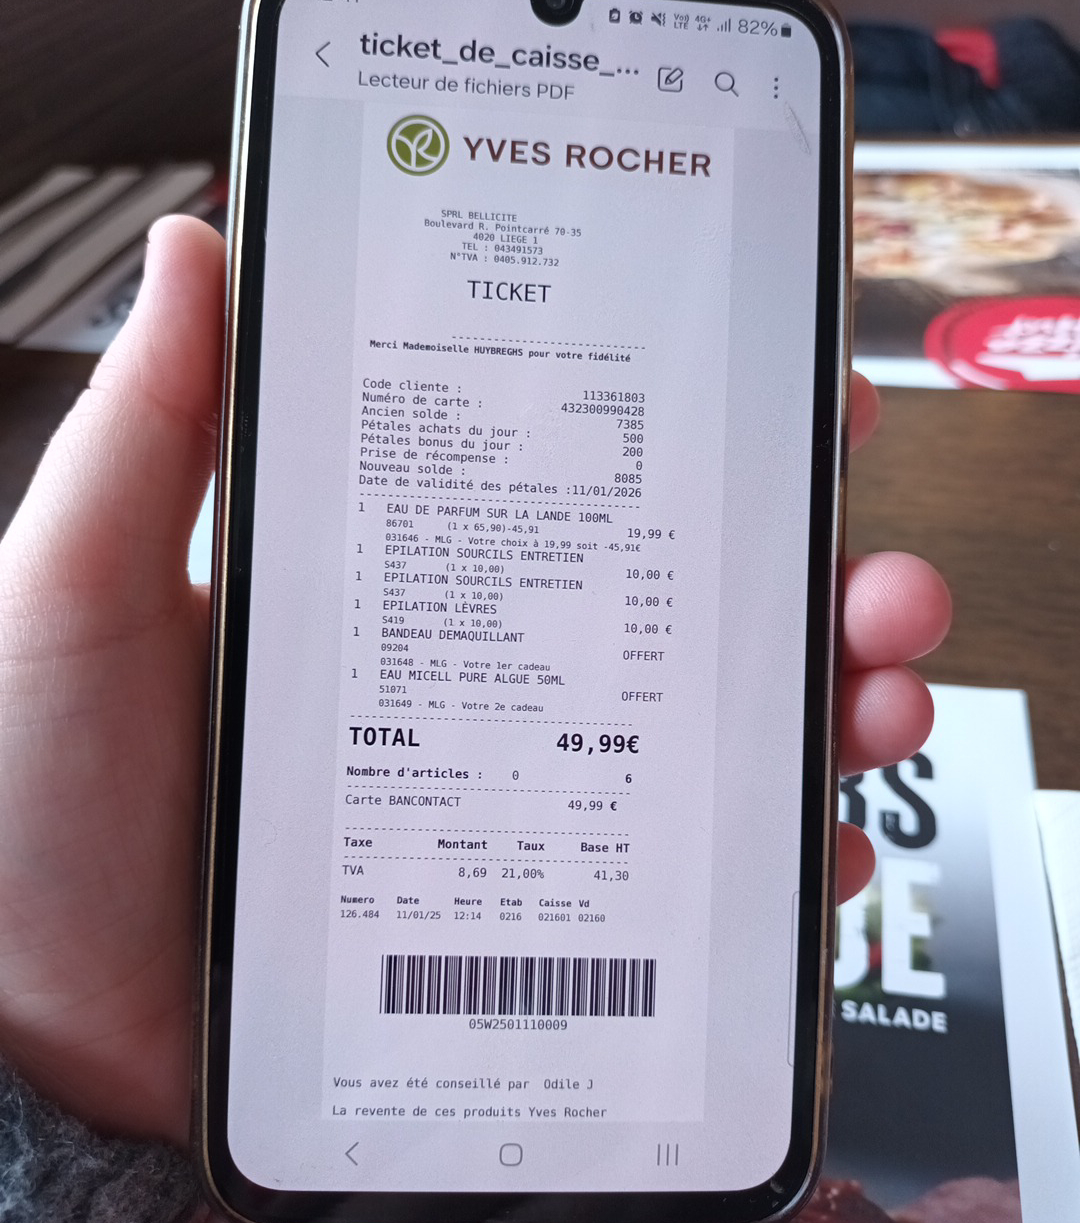 82%
ticket_de_caisse_...
Lecteur de fichiers PDF
YVES ROCHER
SPRL BELLICITE
Boulevard R. Pointcarré 70-35
4020 LIEGE 1
TEL : 043491573
N°TVA : 0405.912.732
TICKET
Merci Mademoiselle HUYBREGHS pour votre fidélité
Code cliente : 113361803
Numéro de carte : 432300990428
Ancien solde : 7385
Pétales achats du jour : 500
Pétales bonus du jour : 200
Prise de récompense : 0
Nouveau solde : 8085
Date de validité des pétales :11/01/2026
1 EAU DE PARFUM SUR LA LANDE 100ML
86701 (1 x 65,90)-45,91 19,99 €
031646 - MLG - Votre choix à 19,99 soit -45,91€
1 EPILATION SOURCILS ENTRETIEN
S437 (1 x 10,00) 10,00 €
1 EPILATION SOURCILS ENTRETIEN
S437 (1 x 10,00) 10,00 €
1 EPILATION LÈVRES
S419 (1 x 10,00) 10,00 €
1 BANDEAU DEMAQUILLANT
09204 OFFERT
031648 - MLG - Votre 1er cadeau
1 EAU MICELL PURE ALGUE 50ML
51071 OFFERT
031649 - MLG - Votre 2e cadeau
TOTAL 49,99€
Nombre d'articles : 0 6
Carte BANCONTACT 49,99 €
Taxe Montant Taux Base HT
TVA 8,69 21,00% 41,30
Numero Date Heure Etab Caisse Vd
126.484 11/01/25 12:14 0216 021601 02160
05W2501110009
Vous avez été conseillé par Odile J
La revente de ces produits Yves Rocher
SALADE